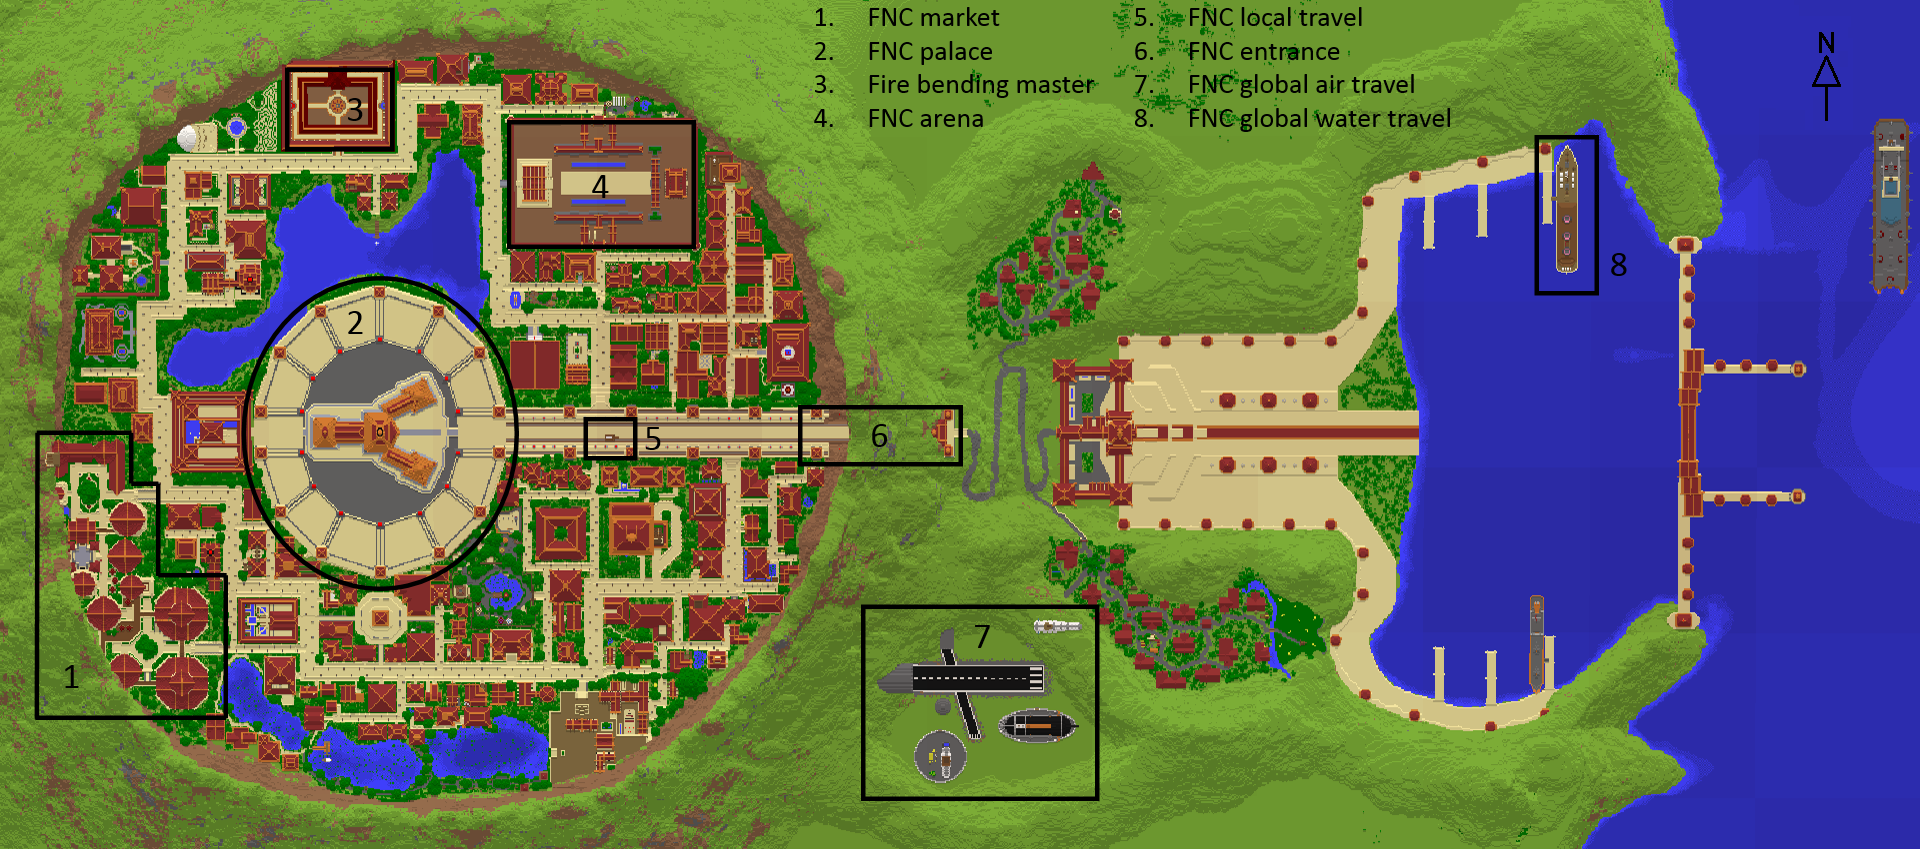 1. FNC market
2. FNC palace
3. Fire bending master
4. FNC arena
5. FNC local travel
6. FNC entrance
7. FNC global air travel
8. FNC global water travel
N
3
4
2
8
5
6
7
1